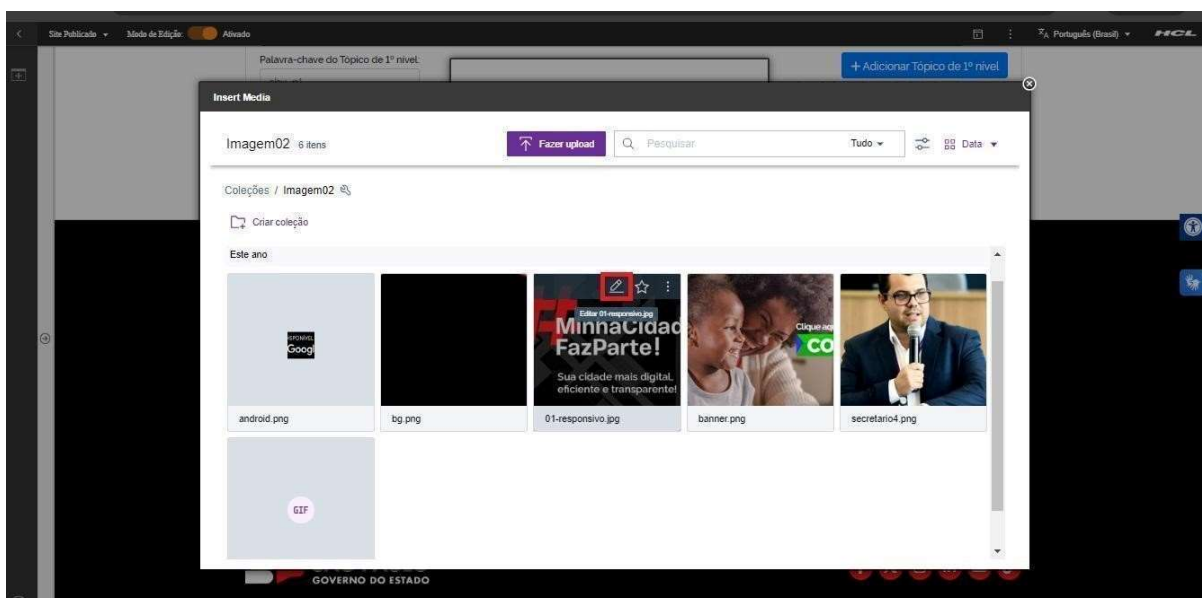 Site Publicado
Modo de Edição: Ativado
Português (Brasil)
HCL
Palavra-chave do Tópico de 1º nível
+ Adicionar Tópico de 1º nível
Insert Media
Imagem02 6 itens
Fazer upload
Pesquisar
Tudo
Data
Coleções / Imagem02
Criar coleção
Este ano
Editar 01-responsivo.jpg
MinhaCidad
FazParte!
Sua cidade mais digital,
eficiente e transparente!
Googl
Clique aq
CO
android.png
bg.png
01-responsivo.jpg
banner.png
secretario4.png
GIF
GOVERNO DO ESTADO